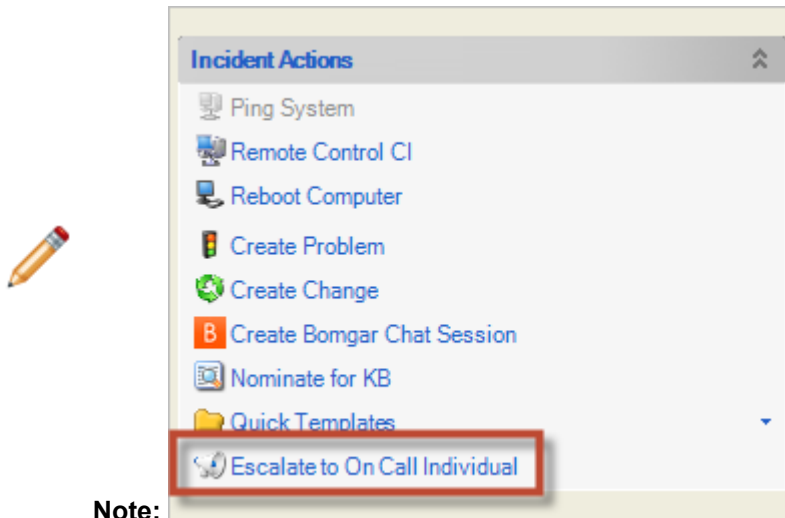 Incident Actions
Ping System
Remote Control CI
Reboot Computer
Create Problem
Create Change
B Create Bomgar Chat Session
Nominate for KB
Quick Templates
Escalate to On Call Individual
Note: